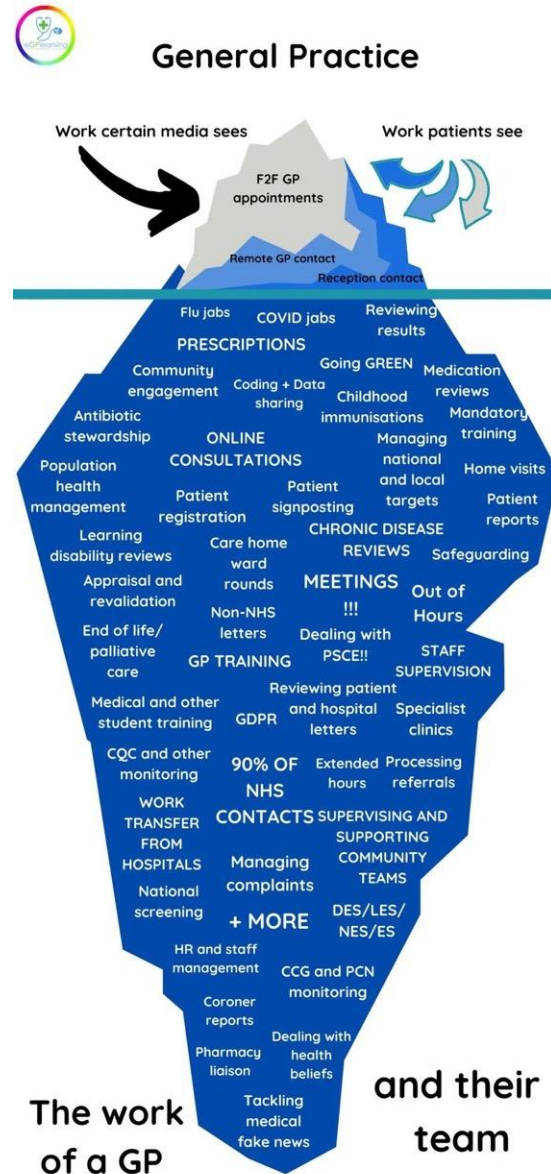 eGPlearning
General Practice
Work certain media sees
Work patients see
F2F GP
appointments
Remote GP contact
Reception contact
Flu jabs
COVID jabs
Reviewing
results
PRESCRIPTIONS
Going GREEN
Community
engagement
Coding + Data
sharing
Childhood
immunisations
Medication
reviews
Antibiotic
stewardship
Mandatory
training
ONLINE
CONSULTATIONS
Managing
national
and local
targets
Population
health
management
Home visits
Patient
registration
Patient
signposting
Patient
reports
Learning
disability reviews
Care home
ward
rounds
CHRONIC DISEASE
REVIEWS
Safeguarding
Appraisal and
revalidation
MEETINGS
!!!
Out of
Hours
Non-NHS
letters
Dealing with
PSCE!!
End of life/
palliative
care
GP TRAINING
STAFF
SUPERVISION
Medical and other
student training
GDPR
Reviewing patient
and hospital
letters
Specialist
clinics
CQC and other
monitoring
90% OF
NHS
CONTACTS
Extended
hours
Processing
referrals
WORK
TRANSFER
FROM
HOSPITALS
SUPERVISING AND
SUPPORTING
COMMUNITY
TEAMS
Managing
complaints
National
screening
+ MORE
DES/LES/
NES/ES
HR and staff
management
CCG and PCN
monitoring
Coroner
reports
Pharmacy
liaison
Dealing with
health
beliefs
Tackling
medical
fake news
The work
of a GP
and their
team